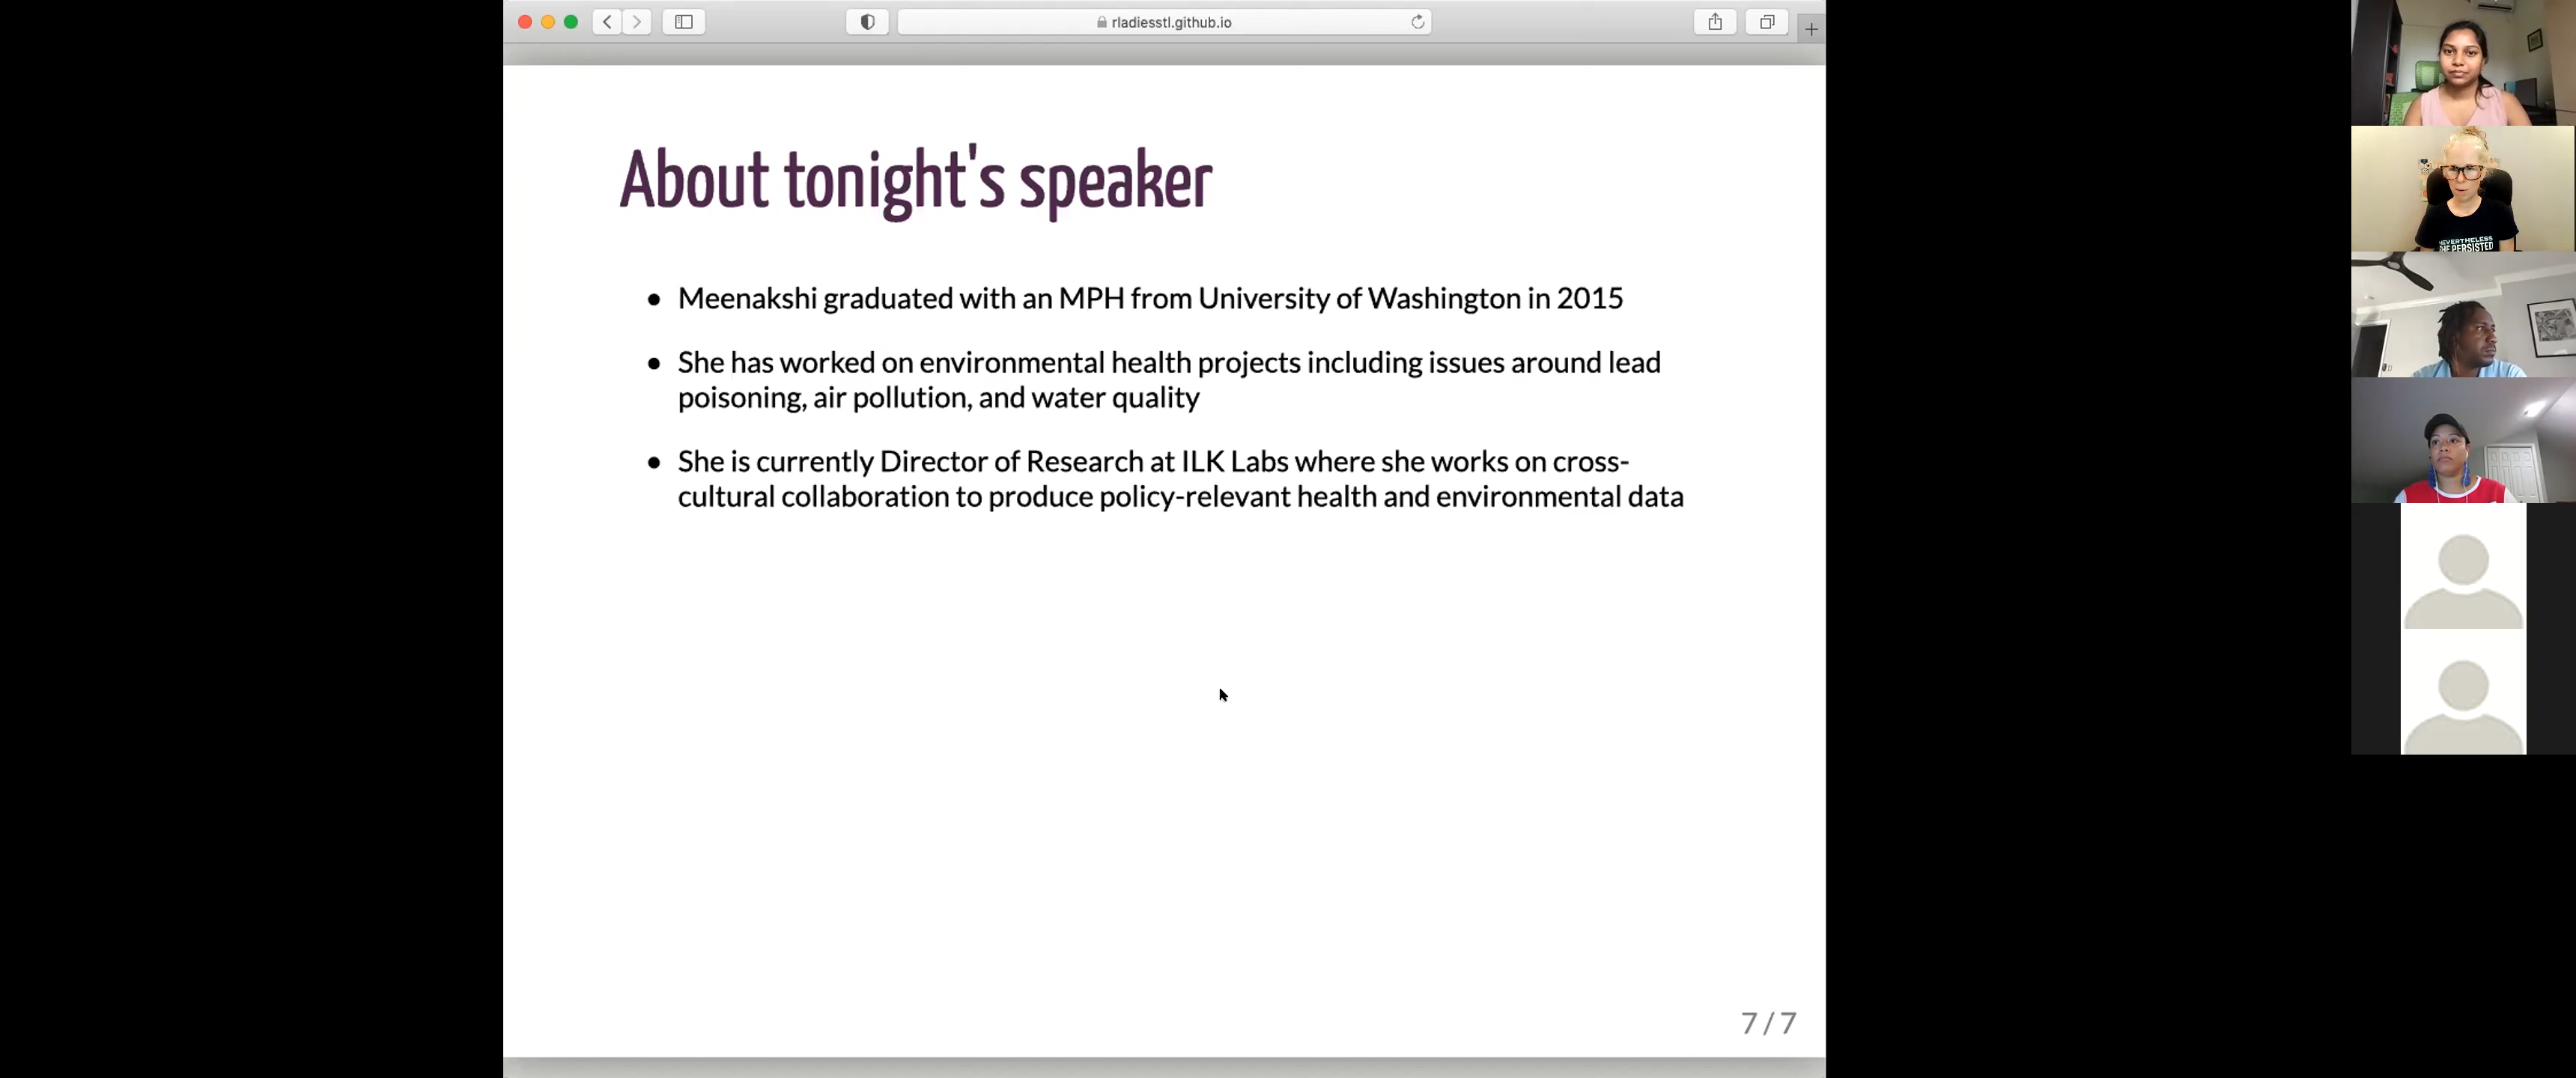 rladiesstl.github.io
About tonight's speaker
Meenakshi graduated with an MPH from University of Washington in 2015
She has worked on environmental health projects including issues around lead
poisoning, air pollution, and water quality
She is currently Director of Research at ILK Labs where she works on cross-
cultural collaboration to produce policy-relevant health and environmental data
7 / 7
NEVERTHELESS
SHE PERSISTED